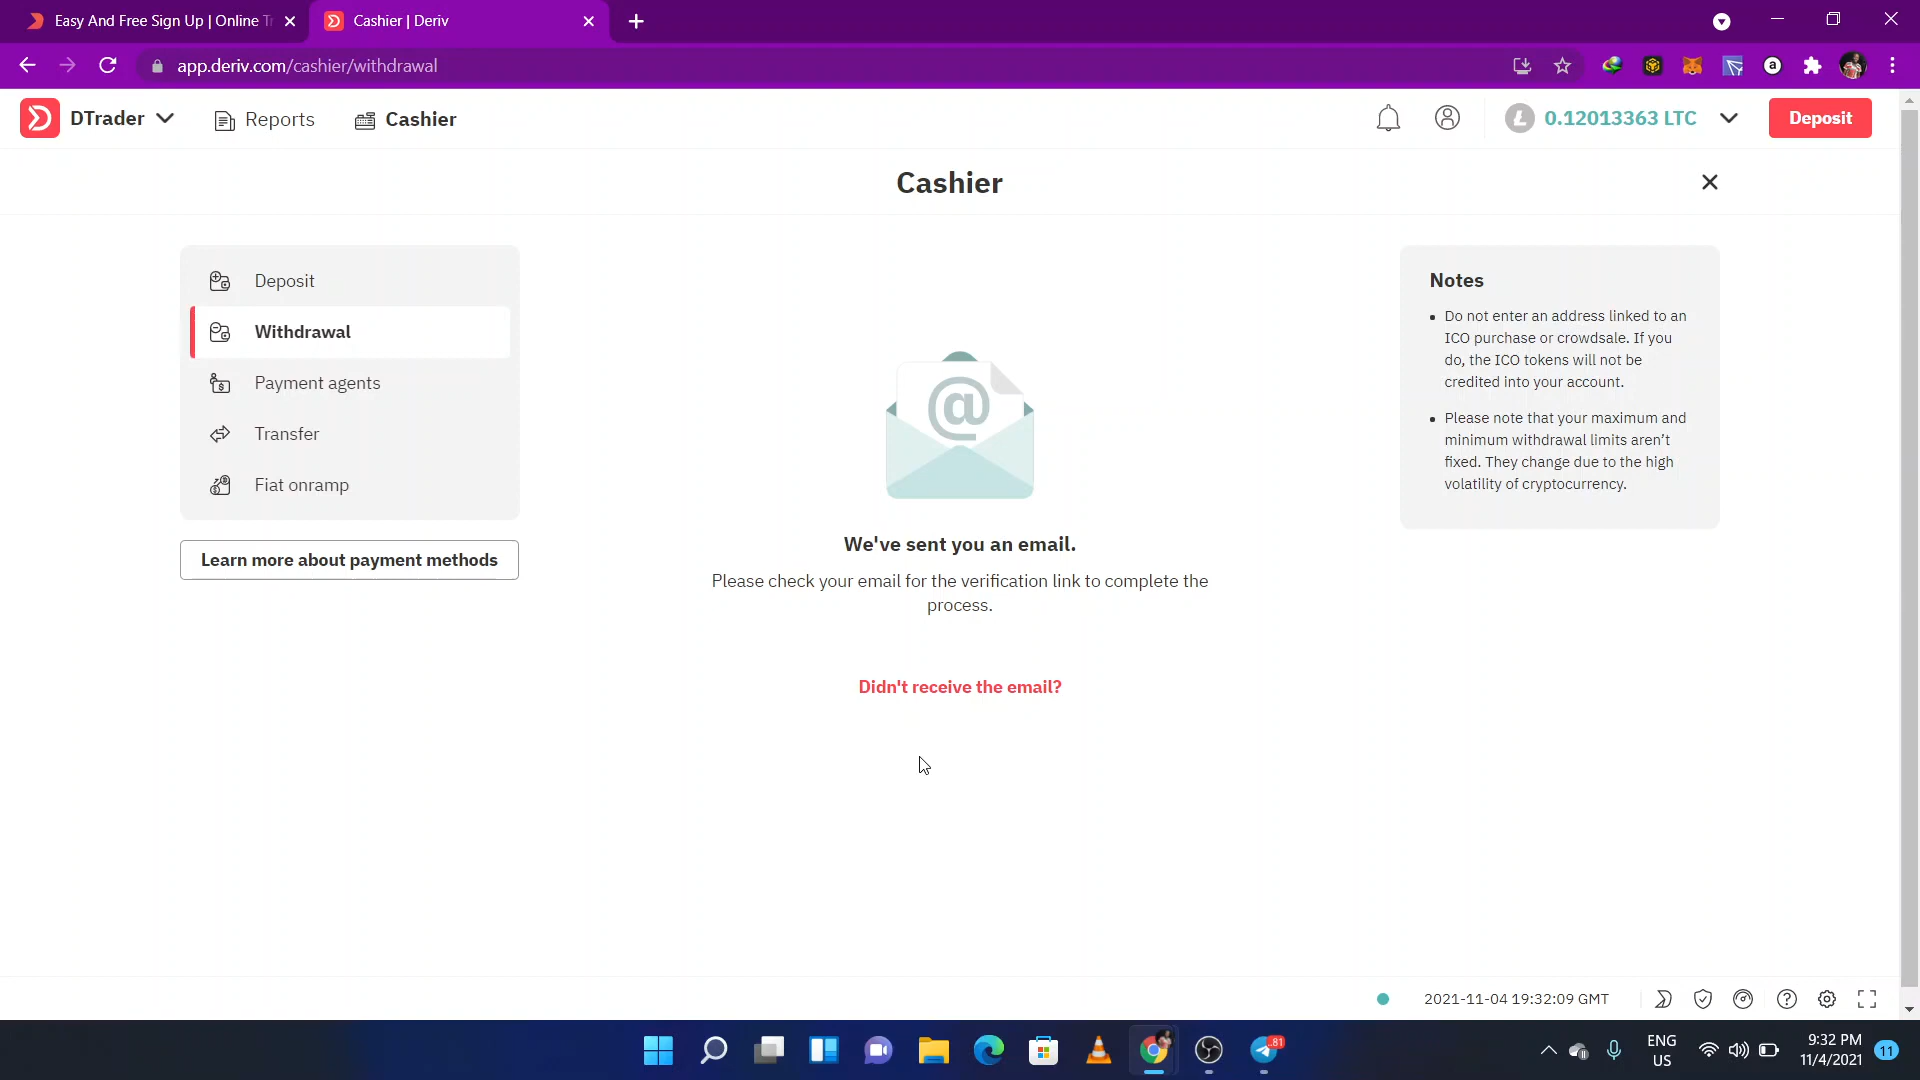 Easy And Free Sign Up | Online Tr
Cashier | Deriv
app.deriv.com/cashier/withdrawal
DTrader
Reports
Cashier
0.12013363 LTC
Deposit
Cashier
Deposit
Withdrawal
Payment agents
Transfer
Fiat onramp
Learn more about payment methods
@
We've sent you an email.
Please check your email for the verification link to complete the
process.
Didn't receive the email?
Notes
Do not enter an address linked to an
ICO purchase or crowdsale. If you
do, the ICO tokens will not be
credited into your account.
Please note that your maximum and
minimum withdrawal limits aren't
fixed. They change due to the high
volatility of cryptocurrency.
2021-11-04 19:32:09 GMT
81
ENG
US
9:32 PM
11/4/2021
11